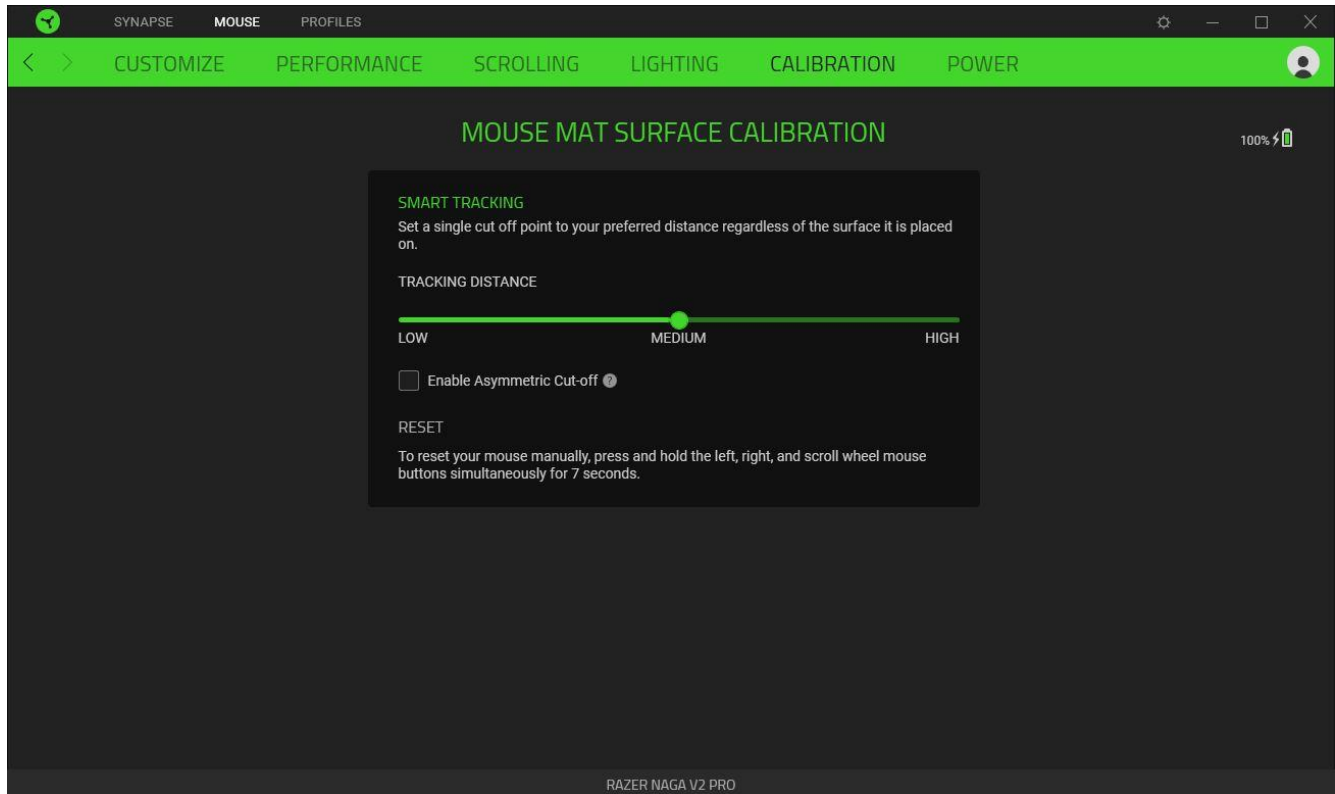 SYNAPSE MOUSE PROFILES
CUSTOMIZE PERFORMANCE SCROLLING LIGHTING CALIBRATION POWER
MOUSE MAT SURFACE CALIBRATION
100%
SMART TRACKING
Set a single cut off point to your preferred distance regardless of the surface it is placed
on.
TRACKING DISTANCE
LOW MEDIUM HIGH
Enable Asymmetric Cut-off ?
RESET
To reset your mouse manually, press and hold the left, right, and scroll wheel mouse
buttons simultaneously for 7 seconds.
RAZER NAGA V2 PRO